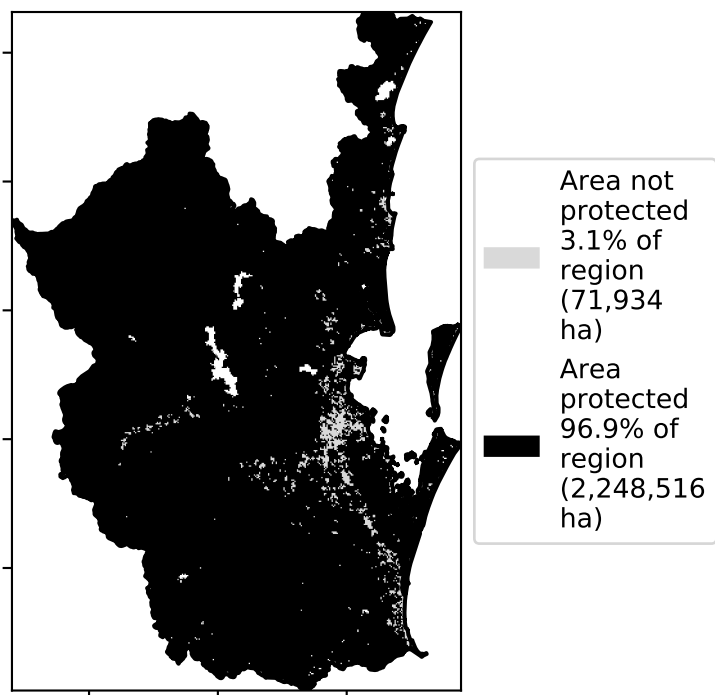 Area not
protected
3.1% of
region
(71,934
ha)
Area
protected
96.9% of
region
(2,248,516
ha)